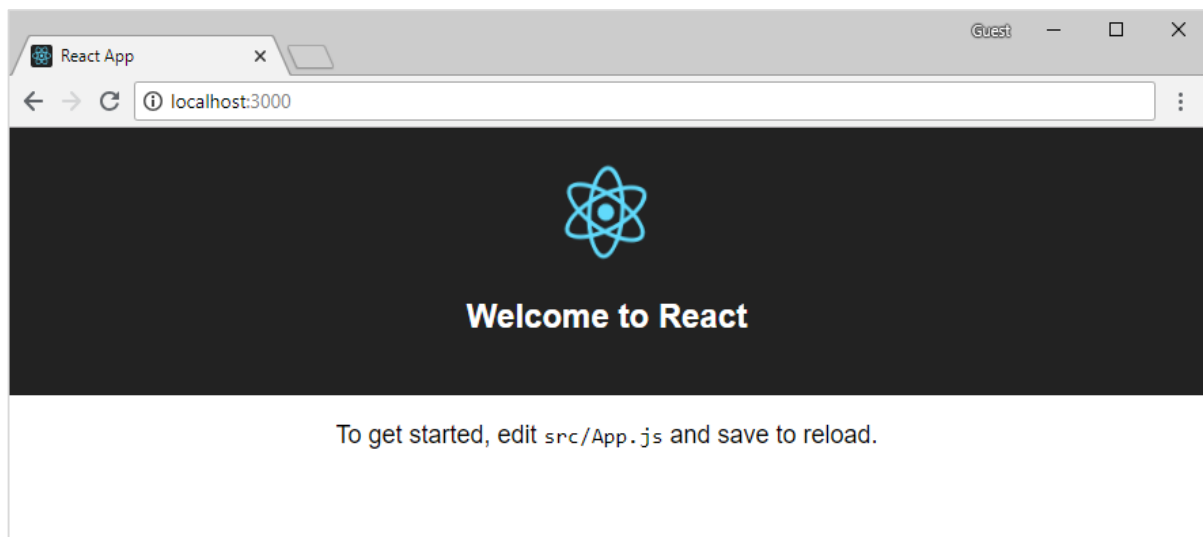 Guest
React App
localhost:3000
Welcome to React
To get started, edit src/App.js and save to reload.